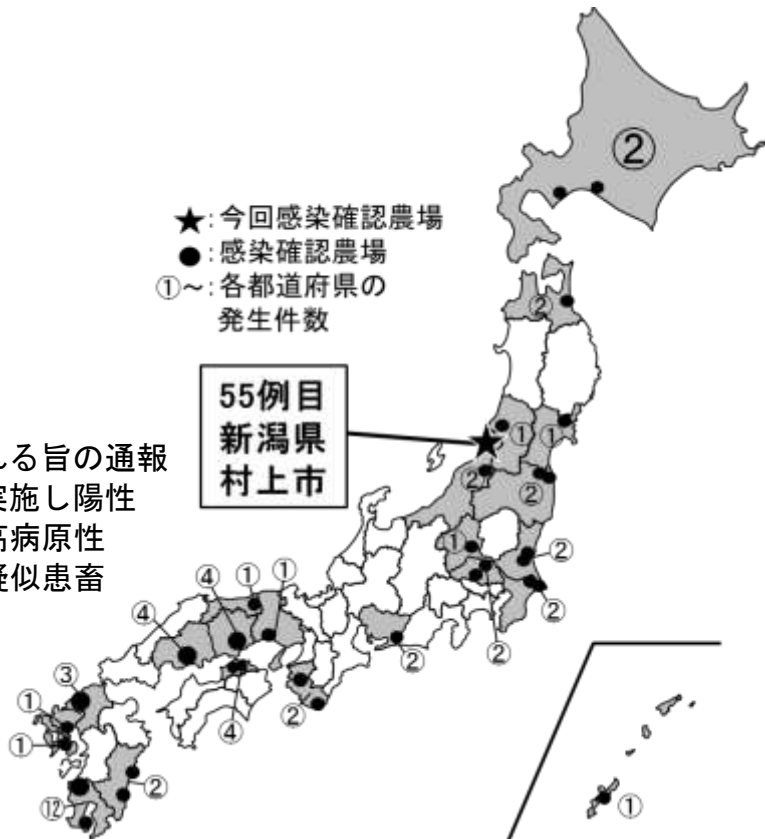 ②
★：今回感染確認農場
●：感染確認農場
①～：各都道府県の
発生件数
②
55例目
新潟県
村上市
①
①
れる旨の通報
実施し陽性
高病原性
疑似患畜
②
②
①
②
②
②
②
①
①
④
④
③
①
①
④
②
②
⑫
①